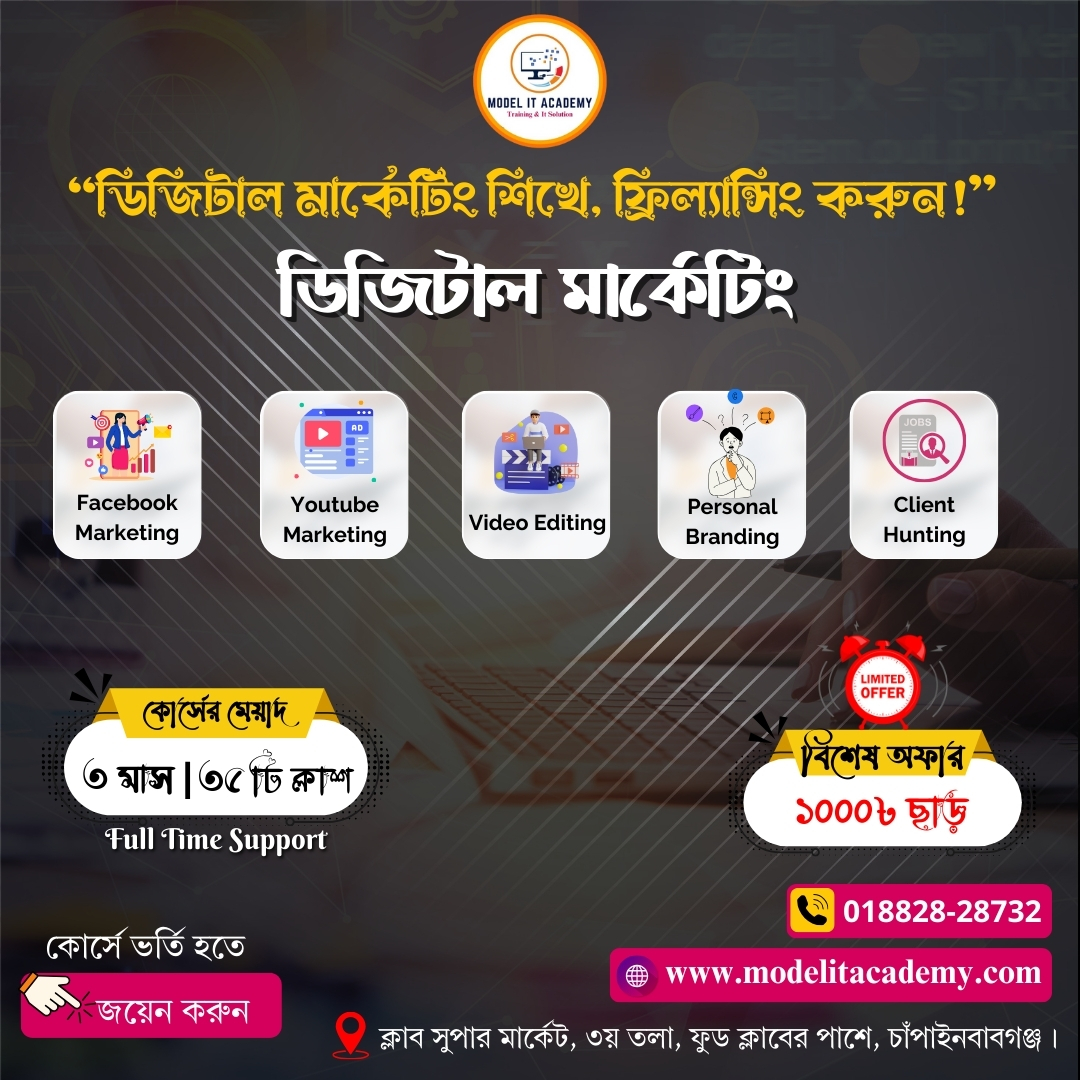 MODEL IT ACADEMY
Training & It Solution
“ডিজিটাল মার্কেটিং শিখে, ফ্রিল্যান্সিং করুন!”
ডিজিটাল মার্কেটিং
Facebook
Marketing
AD
Youtube
Marketing
Video Editing
Personal
Branding
JOBS
Client
Hunting
কোর্সের মেয়াদ
৩ মাস | ৩৫ টি ক্লাশ
Full Time Support
LIMITED
OFFER
বিশেষ অফার
১০০০৳ ছাড়
018828-28732
www.modelitacademy.com
কোর্সে ভর্তি হতে
জয়েন করুন
ক্লাব সুপার মার্কেট, ৩য় তলা, ফুড ক্লাবের পাশে, চাঁপাইনবাবগঞ্জ।